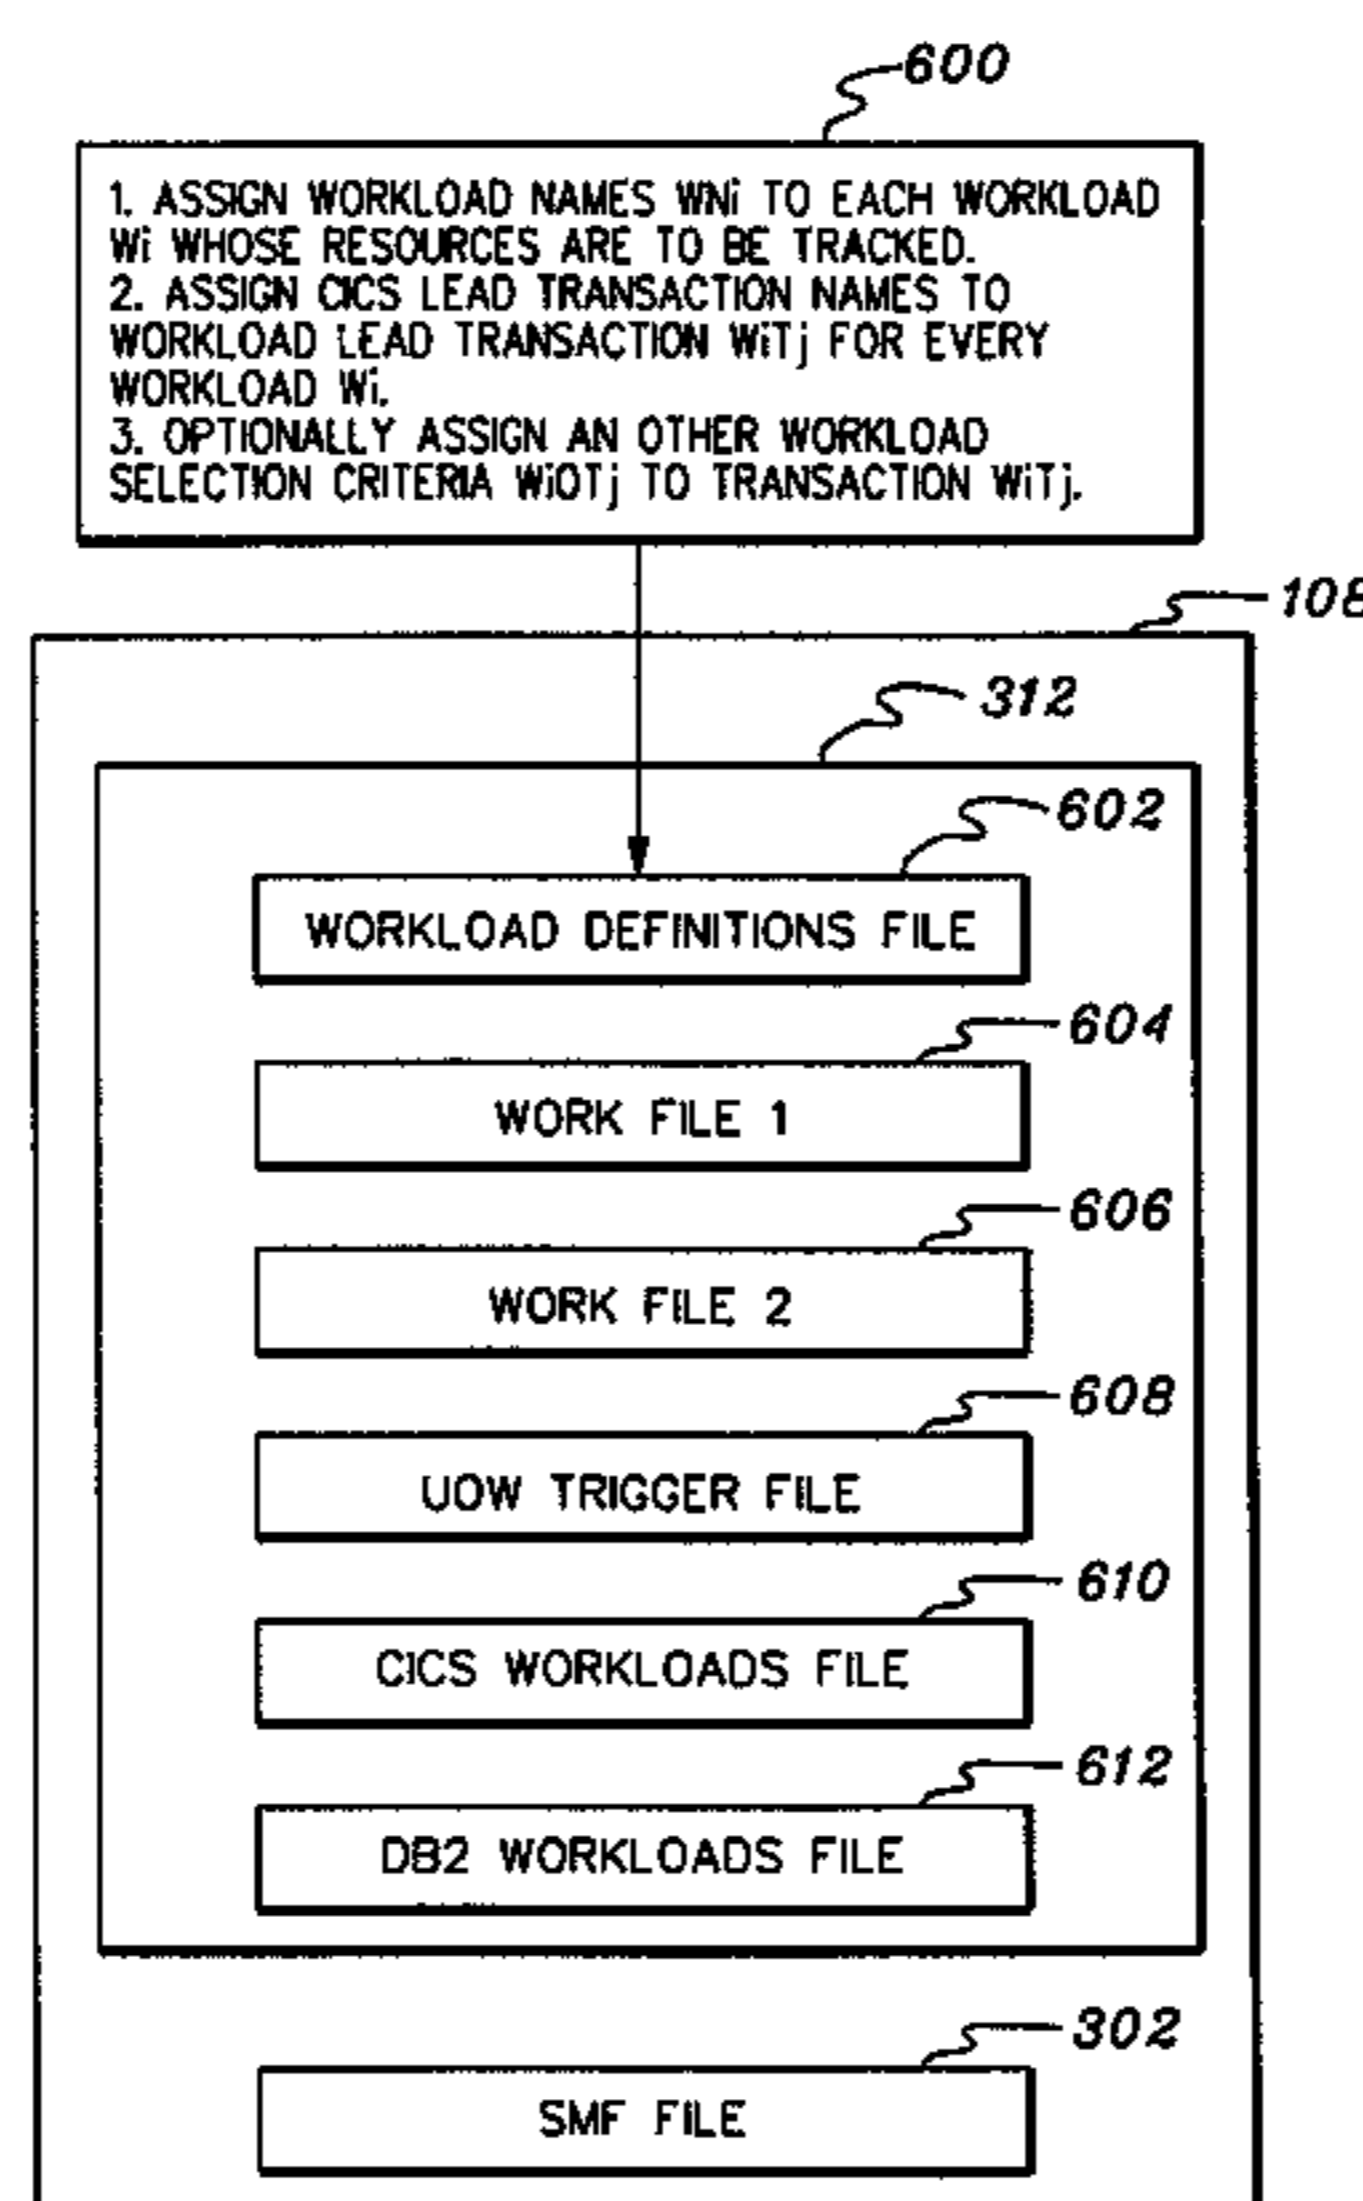 600
1. ASSIGN WORKLOAD NAMES WNi TO EACH WORKLOAD
Wi WHOSE RESOURCES ARE TO BE TRACKED.
2. ASSIGN CICS LEAD TRANSACTION NAMES TO
WORKLOAD LEAD TRANSACTION WiTj FOR EVERY
WORKLOAD Wi.
3. OPTIONALLY ASSIGN AN OTHER WORKLOAD
SELECTION CRITERIA WiOTj TO TRANSACTION WiTj.
108
312
602
WORKLOAD DEFINITIONS FILE
604
WORK FILE 1
606
WORK FILE 2
608
UOW TRIGGER FILE
610
CICS WORKLOADS FILE
612
DB2 WORKLOADS FILE
302
SMF FILE